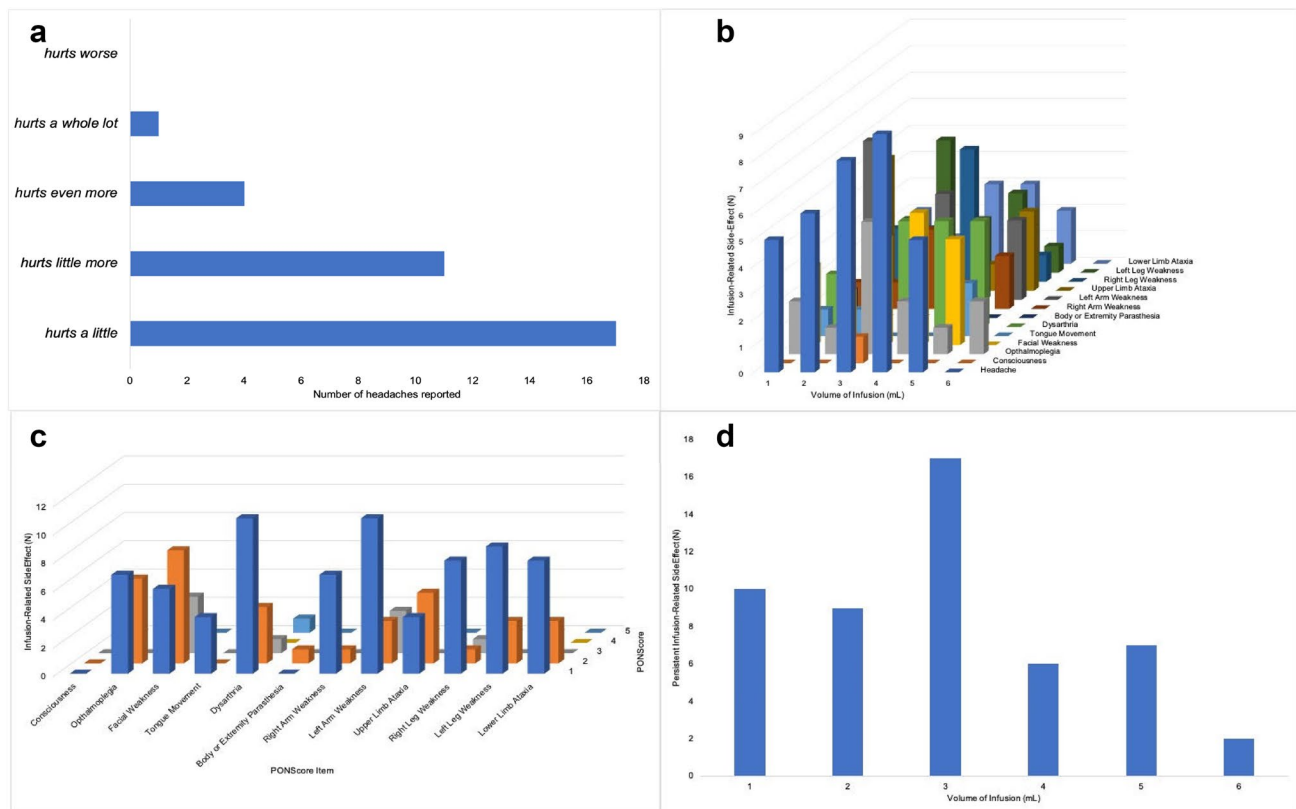 a
hurts worse
hurts a whole lot
hurts even more
hurts little more
hurts a little
0 2 4 6 8 10 12 14 16 18
Number of headaches reported
b
Infusion-Related Side-Effect (N)
9
8
7
6
5
4
3
2
1
0
1 2 3 4 5 6
Volume of Infusion (mL)
Lower Limb Ataxia
Left Leg Weakness
Right Leg Weakness
Upper Limb Ataxia
Left Arm Weakness
Right Arm Weakness
Body or Extremity Parasthesia
Dysarthria
Tongue Movement
Facial Weakness
Opthalmoplegia
Consciousness
Headache
c
Infusion-Related SideEffect (N)
12
10
8
6
4
2
0
Consciousness
Opthalmoplegia
Facial Weakness
Tongue Movement
Dysarthria
Body or Extremity Parasthesia
Right Arm Weakness
Left Arm Weakness
Upper Limb Ataxia
Right Leg Weakness
Left Leg Weakness
Lower Limb Ataxia
PONScore Item
5
4
3
2
1
PONScore
d
Persistent Infusion-Related SideEffect (N)
18
16
14
12
10
8
6
4
2
0
1 2 3 4 5 6
Volume of Infusion (mL)